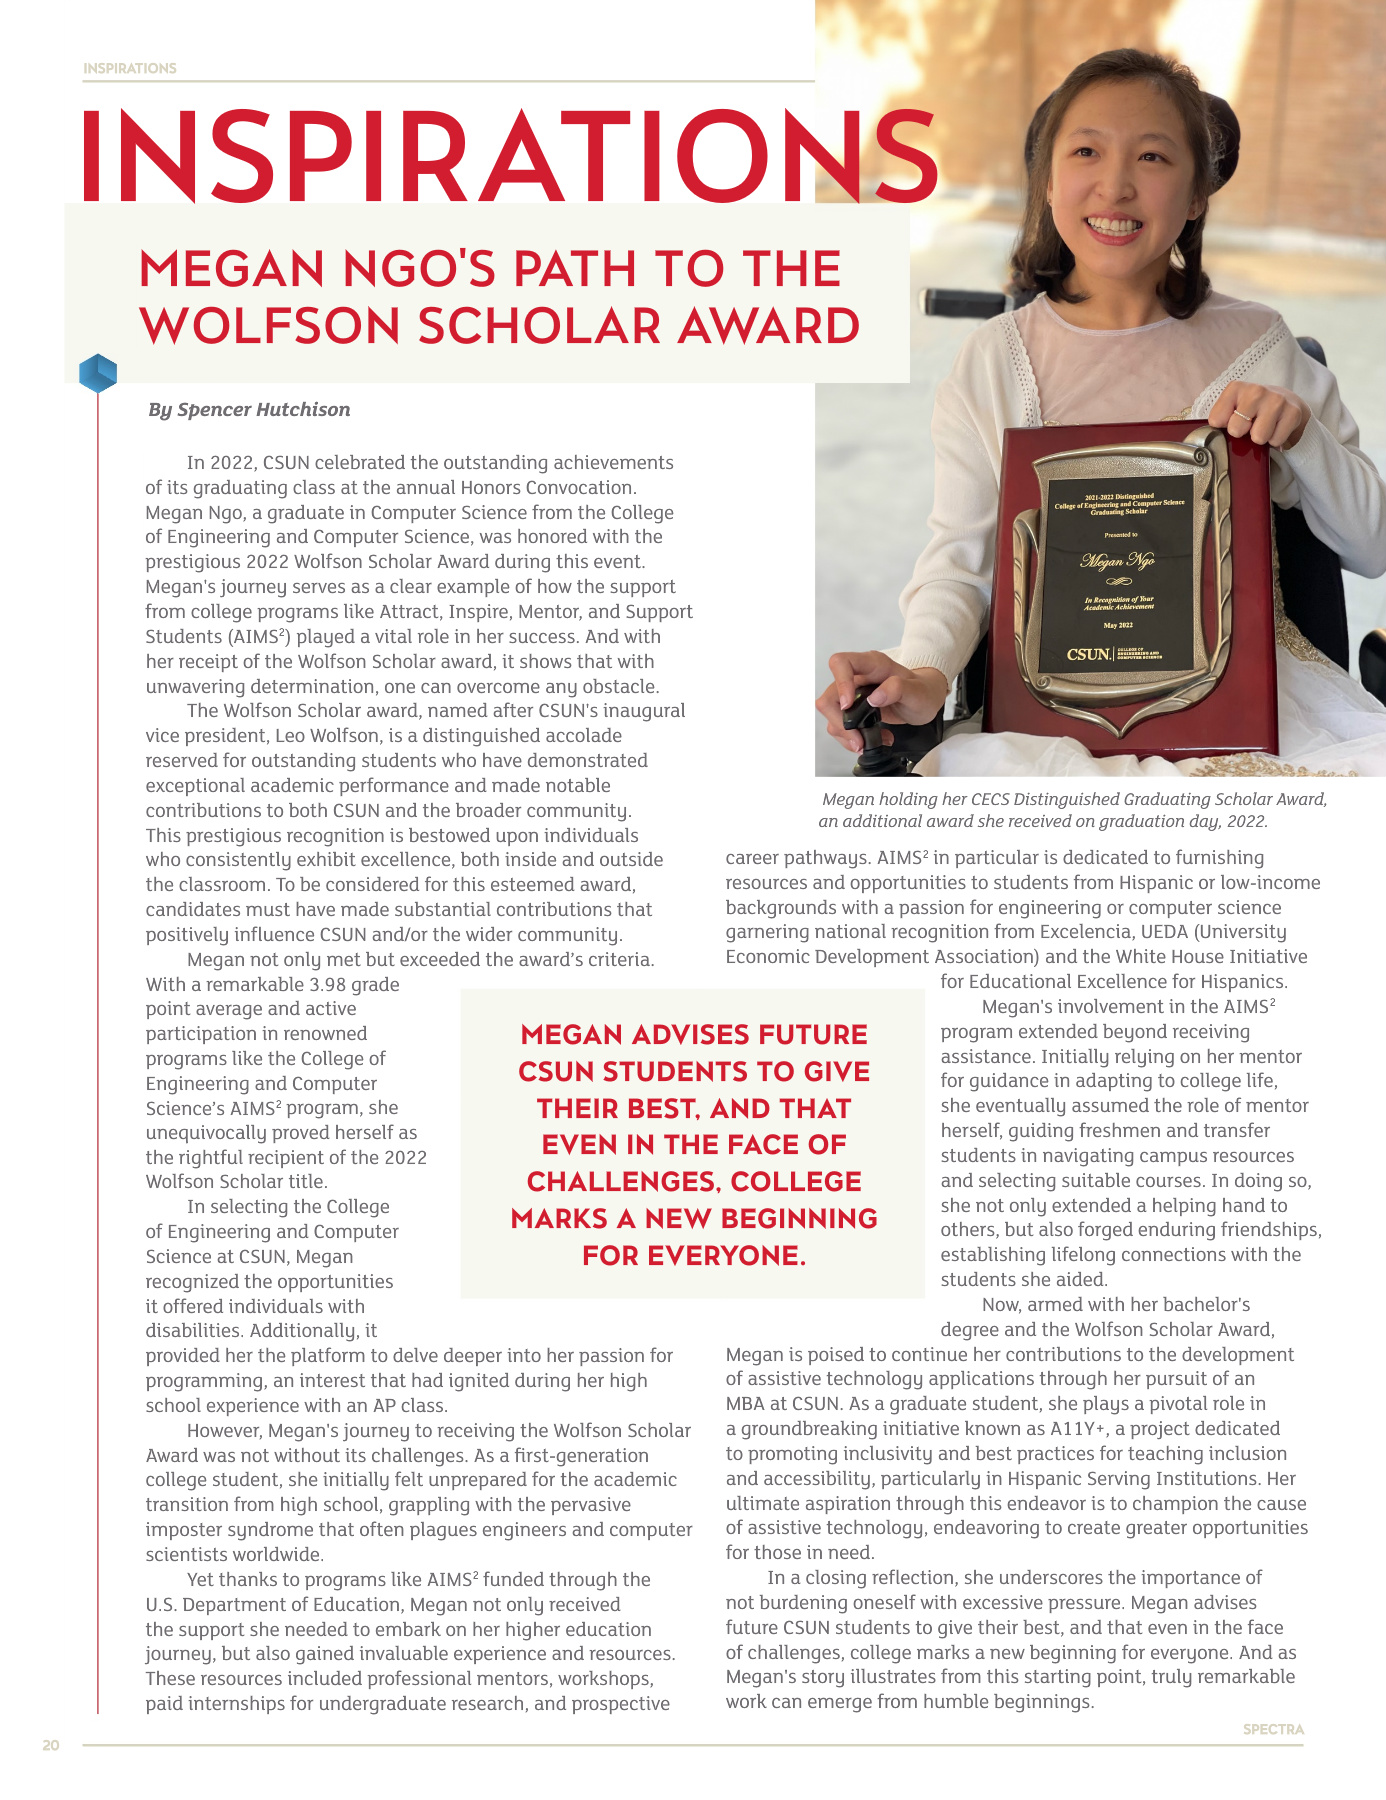 INSPIRATIONS
INSPIRATIONS
MEGAN NGO'S PATH TO THE
WOLFSON SCHOLAR AWARD
By Spencer Hutchison
In 2022, CSUN celebrated the outstanding achievements
of its graduating class at the annual Honors Convocation.
Megan Ngo, a graduate in Computer Science from the College
of Engineering and Computer Science, was honored with the
prestigious 2022 Wolfson Scholar Award during this event.
Megan's journey serves as a clear example of how the support
from college programs like Attract, Inspire, Mentor, and Support
Students (AIMS²) played a vital role in her success. And with
her receipt of the Wolfson Scholar award, it shows that with
unwavering determination, one can overcome any obstacle.
The Wolfson Scholar award, named after CSUN's inaugural
vice president, Leo Wolfson, is a distinguished accolade
reserved for outstanding students who have demonstrated
exceptional academic performance and made notable
contributions to both CSUN and the broader community.
This prestigious recognition is bestowed upon individuals
who consistently exhibit excellence, both inside and outside
the classroom. To be considered for this esteemed award,
candidates must have made substantial contributions that
positively influence CSUN and/or the wider community.
Megan not only met but exceeded the award’s criteria.
With a remarkable 3.98 grade
point average and active
participation in renowned
programs like the College of
Engineering and Computer
Science’s AIMS² program, she
unequivocally proved herself as
the rightful recipient of the 2022
Wolfson Scholar title.
In selecting the College
of Engineering and Computer
Science at CSUN, Megan
recognized the opportunities
it offered individuals with
disabilities. Additionally, it
provided her the platform to delve deeper into her passion for
programming, an interest that had ignited during her high
school experience with an AP class.
However, Megan's journey to receiving the Wolfson Scholar
Award was not without its challenges. As a first-generation
college student, she initially felt unprepared for the academic
transition from high school, grappling with the pervasive
imposter syndrome that often plagues engineers and computer
scientists worldwide.
Yet thanks to programs like AIMS² funded through the
U.S. Department of Education, Megan not only received
the support she needed to embark on her higher education
journey, but also gained invaluable experience and resources.
These resources included professional mentors, workshops,
paid internships for undergraduate research, and prospective
MEGAN ADVISES FUTURE
CSUN STUDENTS TO GIVE
THEIR BEST, AND THAT
EVEN IN THE FACE OF
CHALLENGES, COLLEGE
MARKS A NEW BEGINNING
FOR EVERYONE.
2021-2022 Distinguished
College of Engineering and Computer Science
Graduating Scholar
Presented to
Megan Ngo
In Recognition of Your
Academic Achievement
May 2022
CSUN. COLLEGE OF
ENGINEERING AND
COMPUTER SCIENCE
Megan holding her CECS Distinguished Graduating Scholar Award,
an additional award she received on graduation day, 2022.
career pathways. AIMS² in particular is dedicated to furnishing
resources and opportunities to students from Hispanic or low-income
backgrounds with a passion for engineering or computer science
garnering national recognition from Excelencia, UEDA (University
Economic Development Association) and the White House Initiative
for Educational Excellence for Hispanics.
Megan's involvement in the AIMS²
program extended beyond receiving
assistance. Initially relying on her mentor
for guidance in adapting to college life,
she eventually assumed the role of mentor
herself, guiding freshmen and transfer
students in navigating campus resources
and selecting suitable courses. In doing so,
she not only extended a helping hand to
others, but also forged enduring friendships,
establishing lifelong connections with the
students she aided.
Now, armed with her bachelor's
degree and the Wolfson Scholar Award,
Megan is poised to continue her contributions to the development
of assistive technology applications through her pursuit of an
MBA at CSUN. As a graduate student, she plays a pivotal role in
a groundbreaking initiative known as A11Y+, a project dedicated
to promoting inclusivity and best practices for teaching inclusion
and accessibility, particularly in Hispanic Serving Institutions. Her
ultimate aspiration through this endeavor is to champion the cause
of assistive technology, endeavoring to create greater opportunities
for those in need.
In a closing reflection, she underscores the importance of
not burdening oneself with excessive pressure. Megan advises
future CSUN students to give their best, and that even in the face
of challenges, college marks a new beginning for everyone. And as
Megan's story illustrates from this starting point, truly remarkable
work can emerge from humble beginnings.
20
SPECTRA